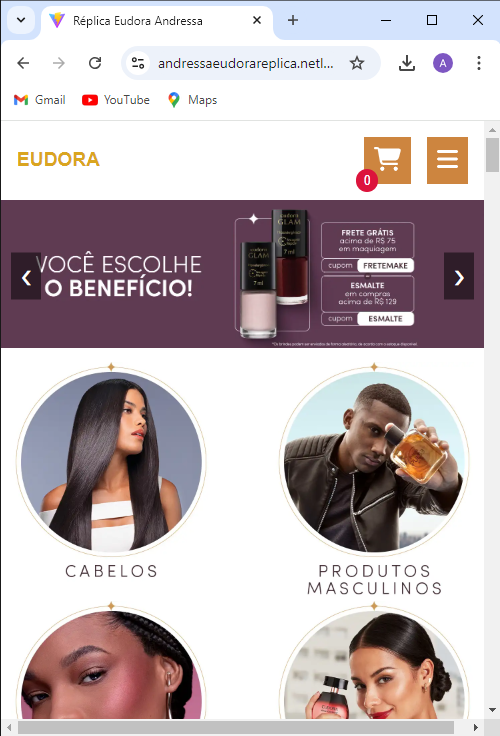 Réplica Eudora Andressa
andressaeudorareplica.netl...
A
Gmail
YouTube
Maps
EUDORA
0
VOCÊ ESCOLHE
O BENEFÍCIO!
eudora
GLAM
7 ml
eudora
GLAM
7 ml
FRETE GRÁTIS
acima de R$ 75
em maquiagem
cupom FRETEMAKE
ESMALTE
em compras
acima de R$ 129
cupom ESMALTE
CABELOS
PRODUTOS
MASCULINOS